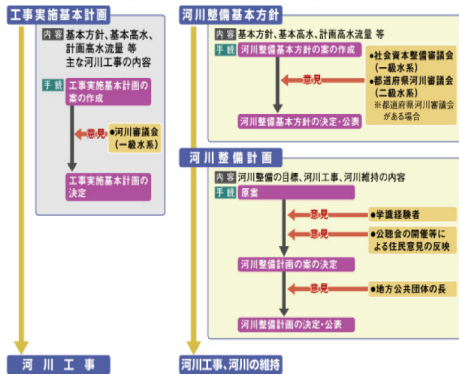 工事実施基本計画
内容 基本方針、基本高水、
計画高水流量 等
主な河川工事の内容
手続 工事実施基本計画の
案の作成
意見
●河川審議会
(一級水系)
工事実施基本計画の
決定
河川工事
河川整備基本方針
内容 基本方針、基本高水、計画高水流量等
手続 河川整備基本方針の案の作成
意見
●社会資本整備審議会
(一級水系)
●都道府県河川審議会
(二級水系)
※都道府県河川審議会
がある場合
河川整備基本方針の決定・公表
河川整備計画
内容 河川整備の目標、河川工事、河川維持の内容
手続 原案
意見
●学識経験者
意見
●公聴会の開催等
による住民意見の反映
河川整備計画の案の決定
意見
●地方公共団体の長
河川整備計画の決定・公表
河川工事、河川の維持